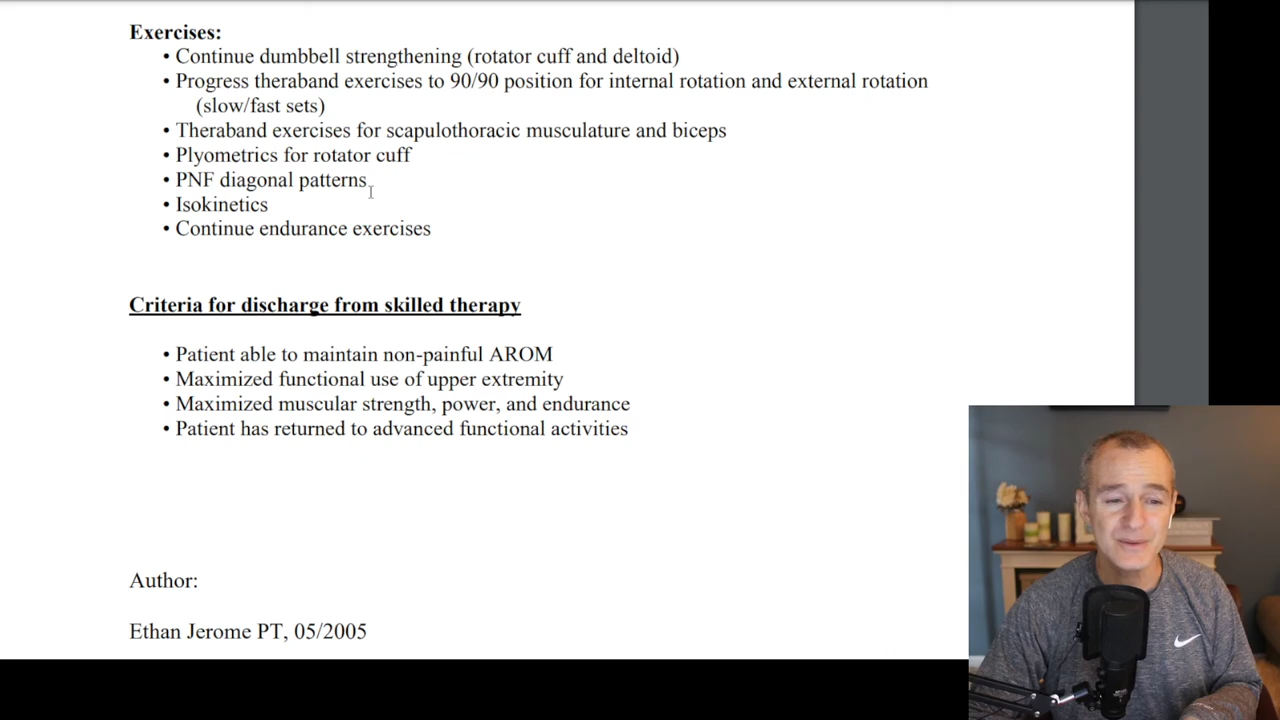 Exercises:
• Continue dumbbell strengthening (rotator cuff and deltoid)
• Progress theraband exercises to 90/90 position for internal rotation and external rotation
(slow/fast sets)
• Theraband exercises for scapulothoracic musculature and biceps
• Plyometrics for rotator cuff
• PNF diagonal patterns
• Isokinetics
• Continue endurance exercises
Criteria for discharge from skilled therapy
• Patient able to maintain non-painful AROM
• Maximized functional use of upper extremity
• Maximized muscular strength, power, and endurance
• Patient has returned to advanced functional activities
Author:
Ethan Jerome PT, 05/2005